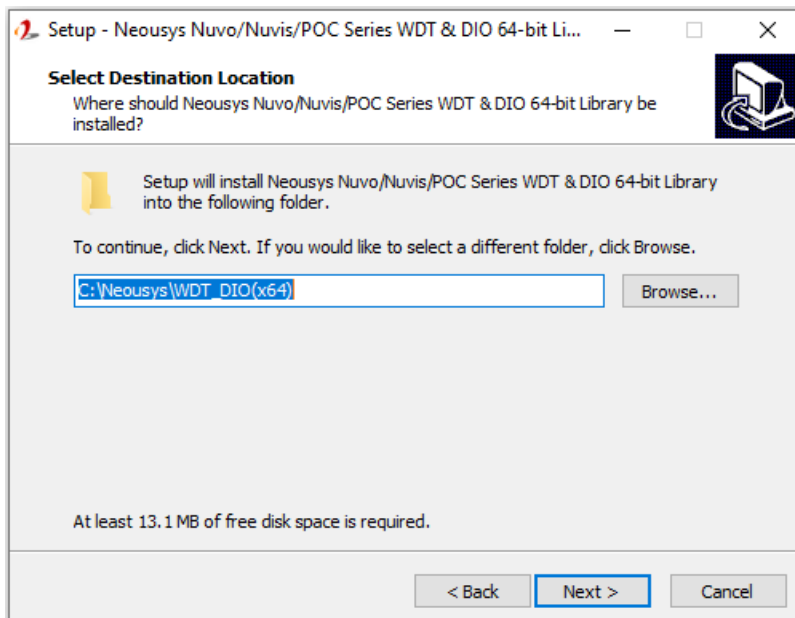 Setup - Neousys Nuvo/Nuvis/POC Series WDT & DIO 64-bit Li...
Select Destination Location
Where should Neousys Nuvo/Nuvis/POC Series WDT & DIO 64-bit Library be
installed?
Setup will install Neousys Nuvo/Nuvis/POC Series WDT & DIO 64-bit Library
into the following folder.
To continue, click Next. If you would like to select a different folder, click Browse.
C:\Neousys\WDT_DIO(x64)
Browse...
At least 13.1 MB of free disk space is required.
< Back
Next >
Cancel